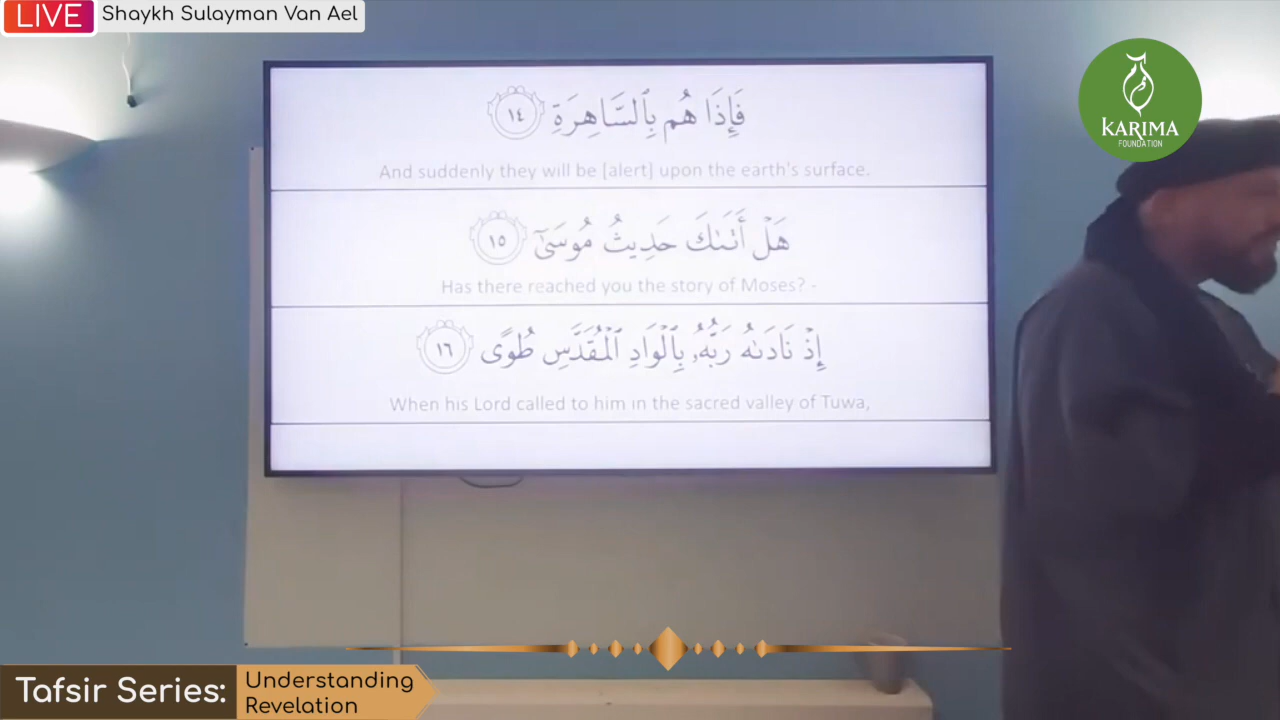 LIVE
Shaykh Sulayman Van Ael
KARIMA
FOUNDATION
فَإِذَا هُم بِٱلسَّاهِرَةِ ١٤
And suddenly they will be [alert] upon the earth's surface.
هَلْ أَتَىٰكَ حَدِيثُ مُوسَىٰٓ ١٥
Has there reached you the story of Moses? -
إِذْ نَادَىٰهُ رَبُّهُۥ بِٱلْوَادِ ٱلْمُقَدَّسِ طُوًى ١٦
When his Lord called to him in the sacred valley of Tuwa,
Tafsir Series:
Understanding
Revelation